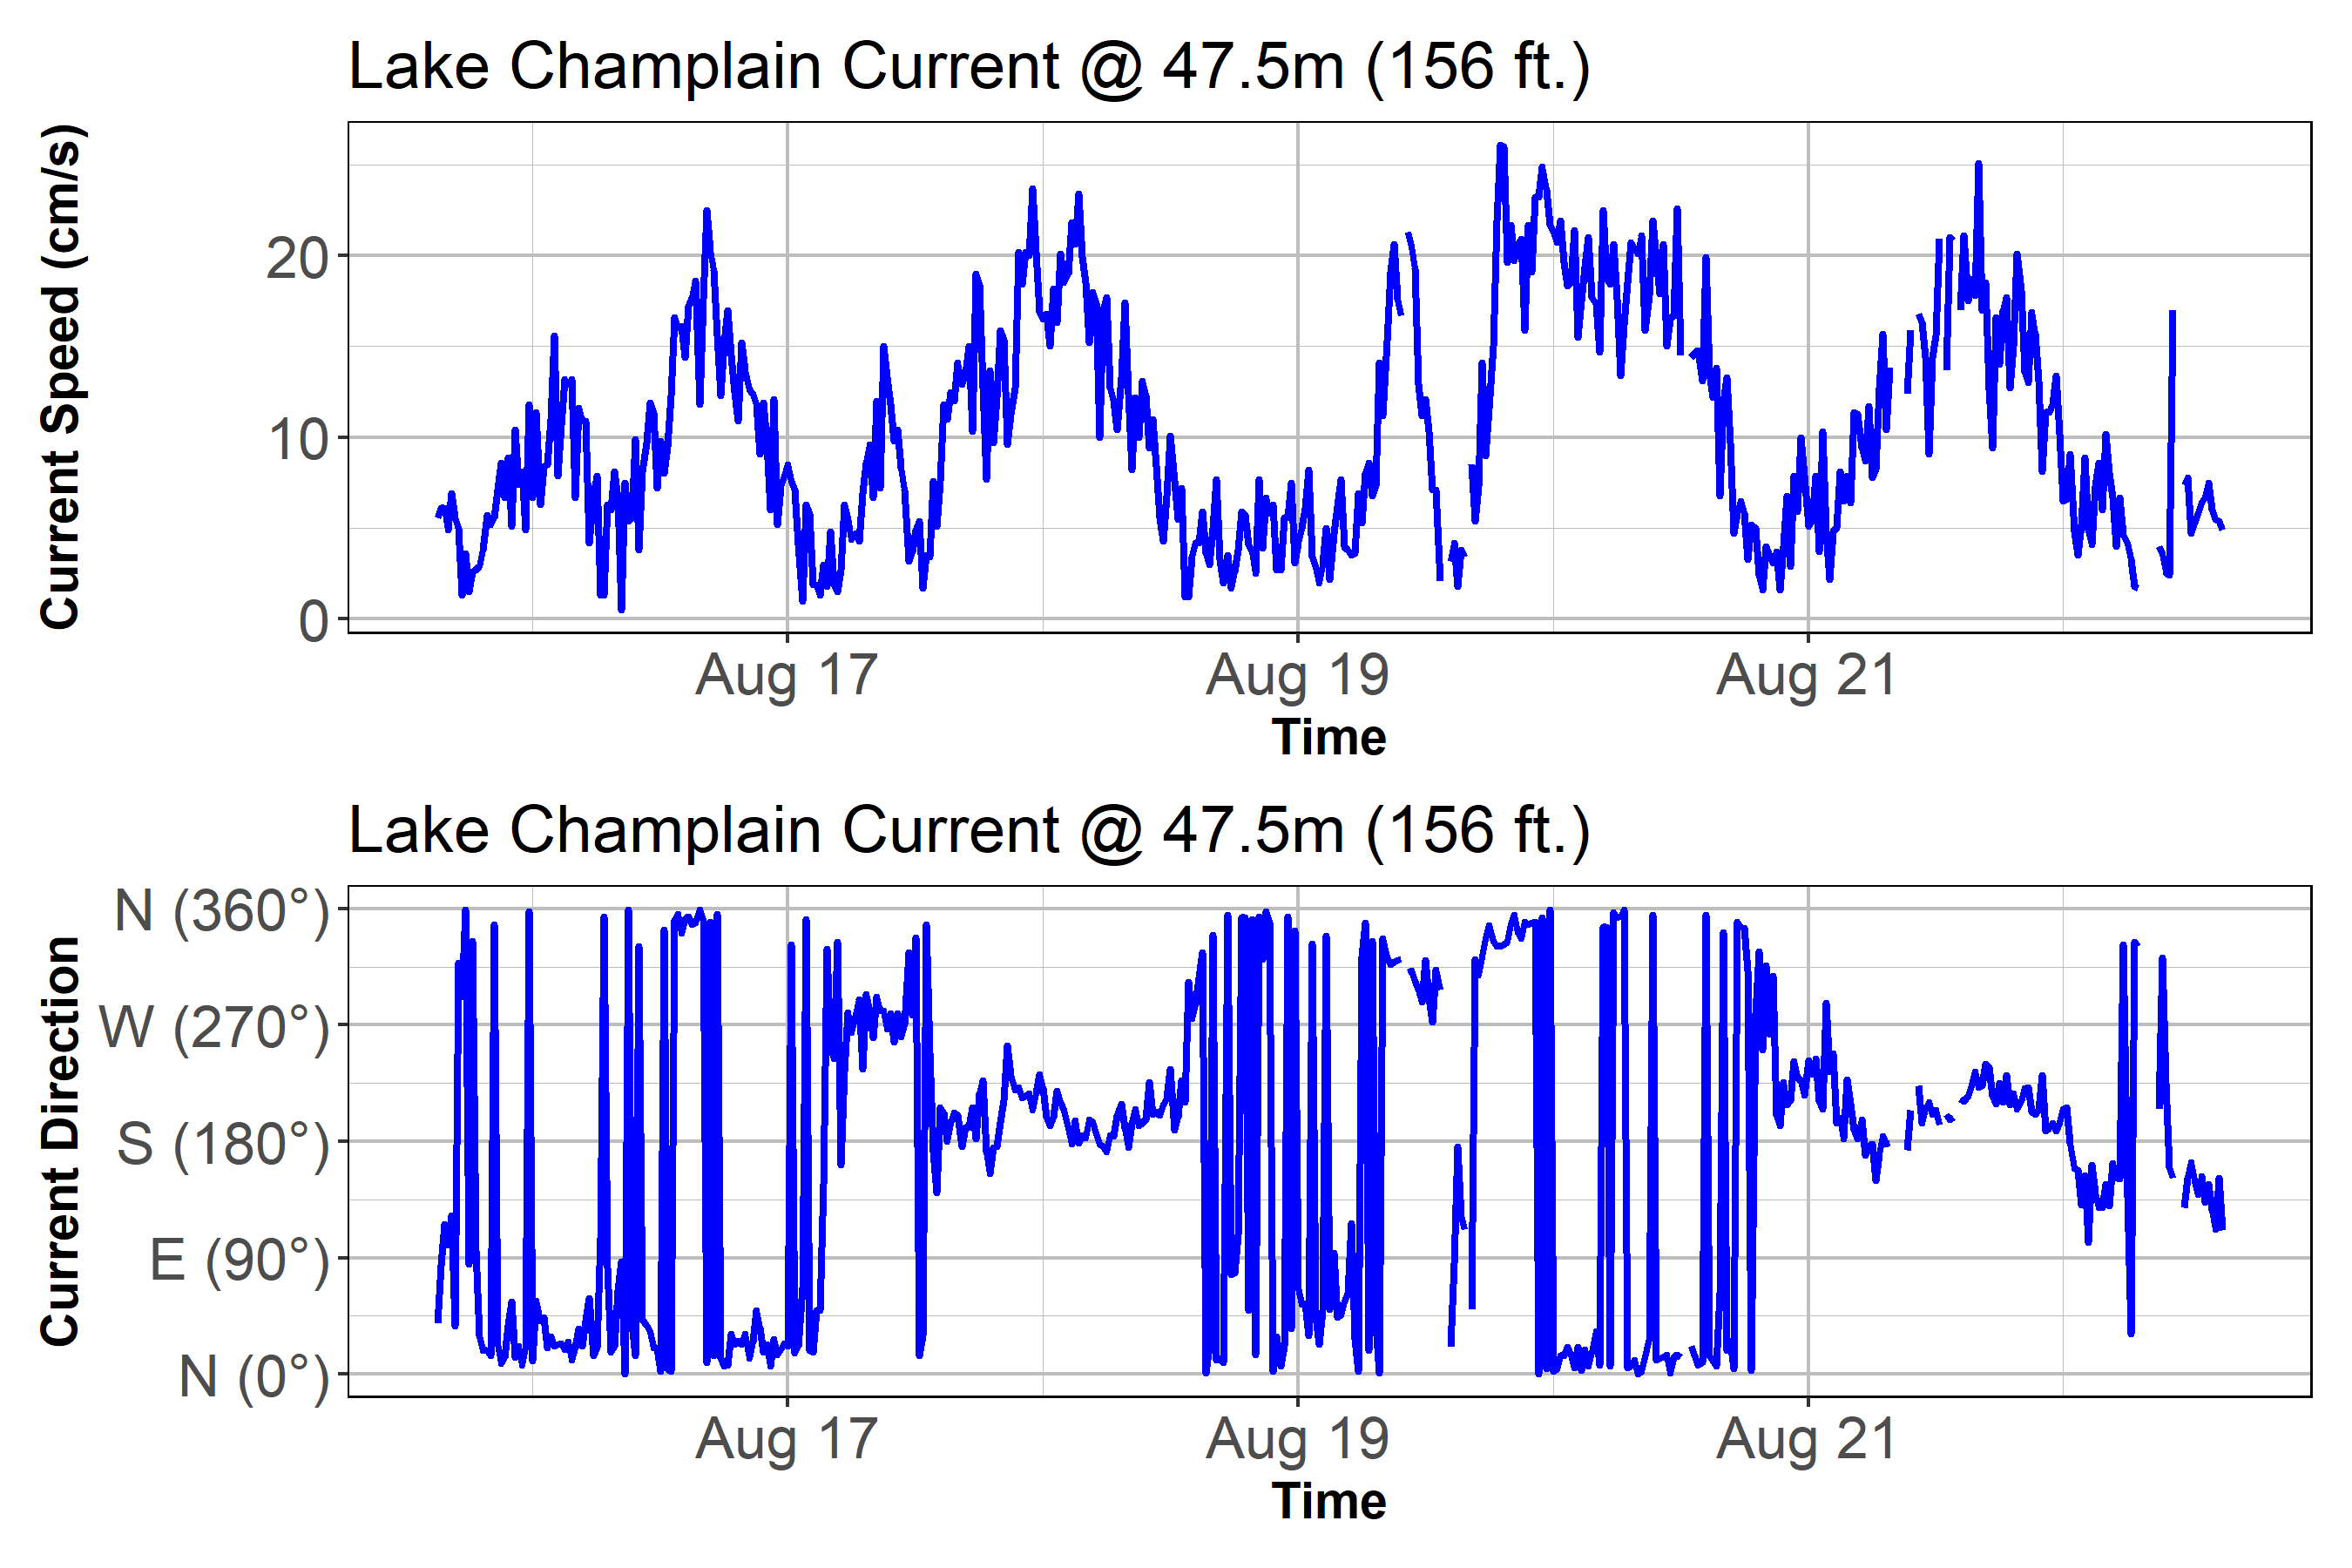 Lake Champlain Current @ 47.5m (156 ft.)
Current Speed (cm/s)
20
10
0
Aug 17 Aug 19 Aug 21
Time
Lake Champlain Current @ 47.5m (156 ft.)
Current Direction
N (360°)
W (270°)
S (180°)
E (90°)
N (0°)
Aug 17 Aug 19 Aug 21
Time